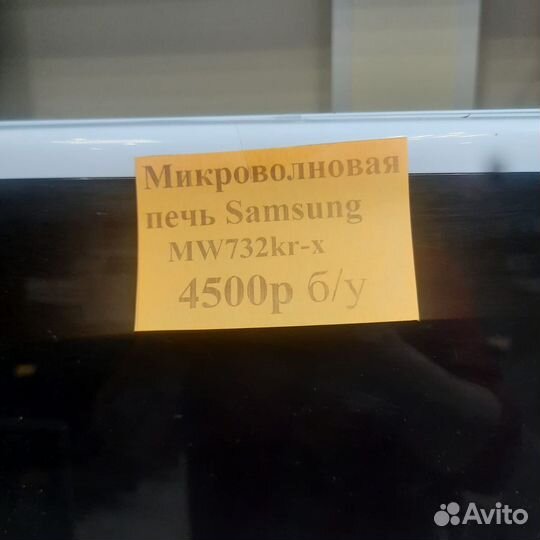 Микроволновая
печь Samsung
MW732kr-x
4500р б/у
Avito